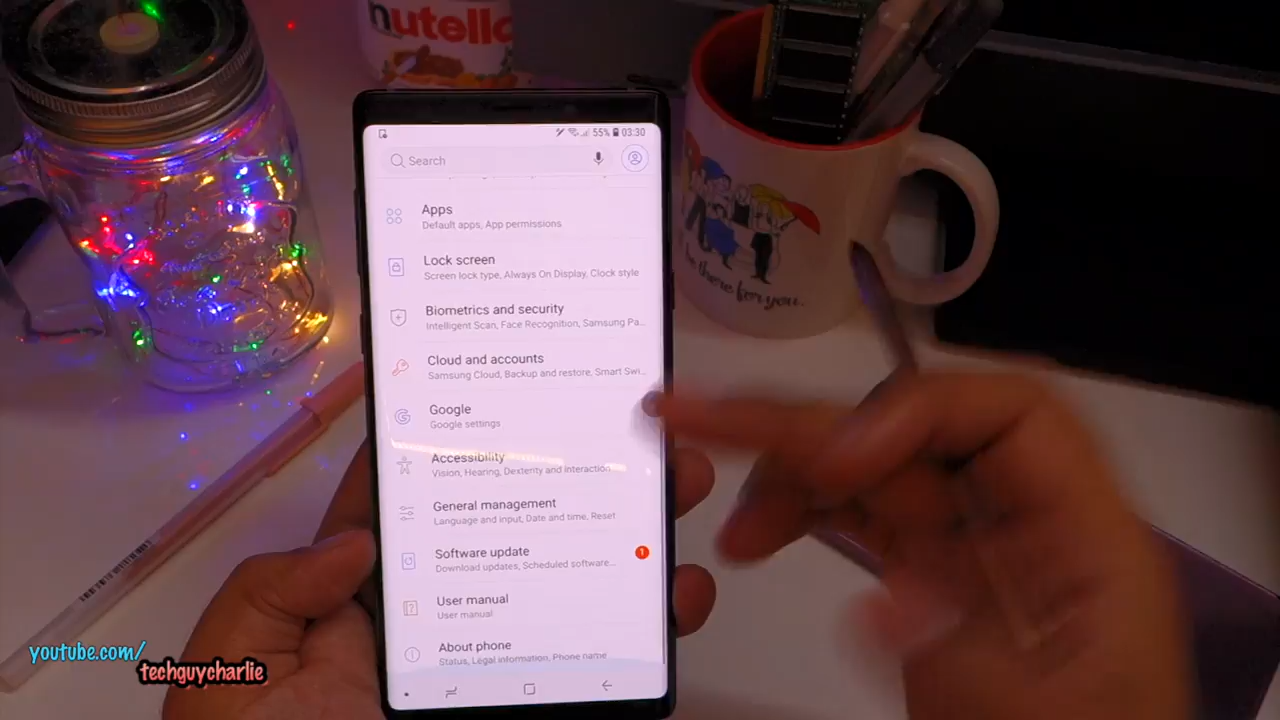 nutella
55% 03:30
Search
Apps
Default apps, App permissions
Lock screen
Screen lock type, Always On Display, Clock style
Biometrics and security
Intelligent Scan, Face Recognition, Samsung Pa...
Cloud and accounts
Samsung Cloud, Backup and restore, Smart Swi...
Google
Google settings
Accessibility
Vision, Hearing, Dexterity and interaction
General management
Language and input, Date and time, Reset
Software update
1
Download updates, Scheduled software...
User manual
User manual
About phone
Status, Legal information, Phone name
be there for you.
youtube.com/
techguycharlie